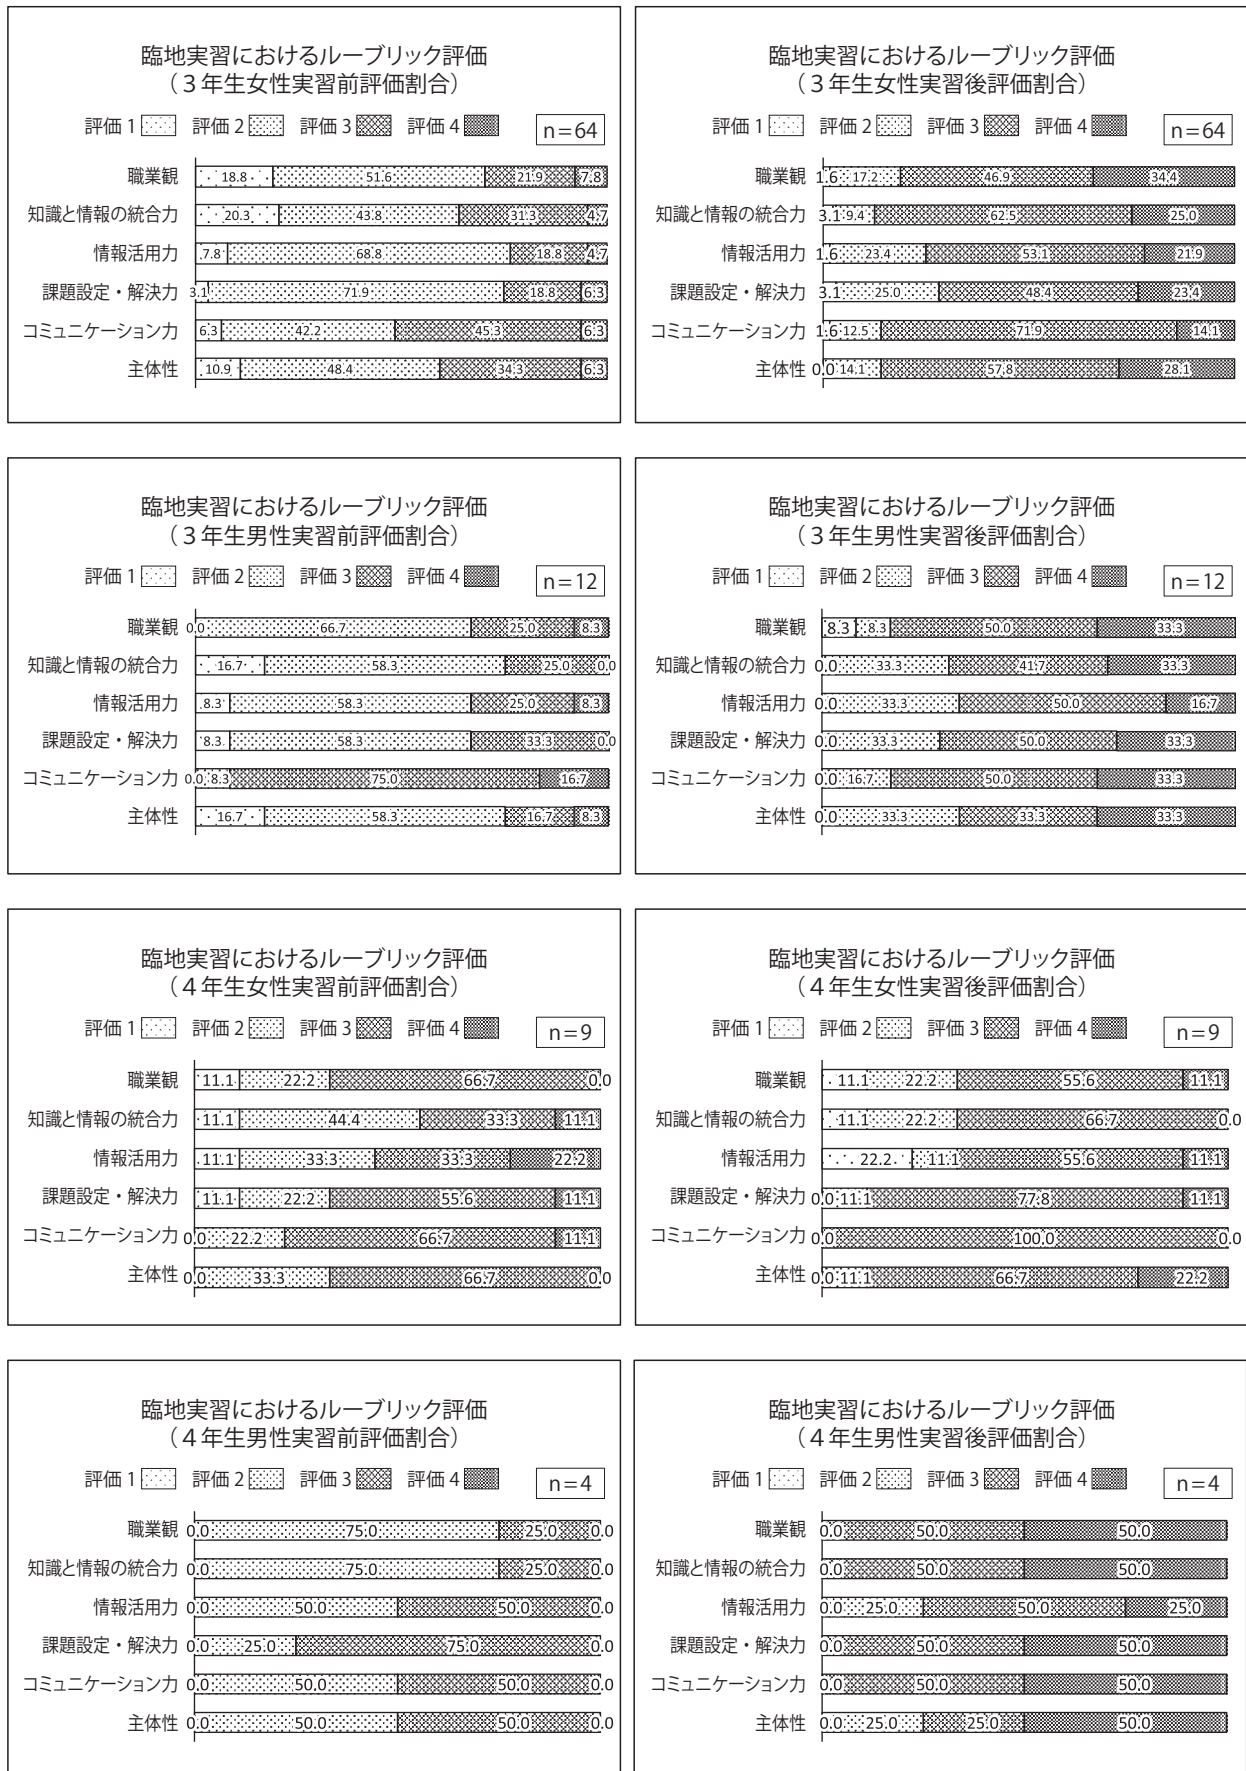 臨地実習におけるルーブリック評価
（3年生女性実習前評価割合）
評価 1 評価 2 評価 3 評価 4 n=64
職業観 18.8 51.6 21.9 7.8
知識と情報の統合力 20.3 43.8 31.3 4.7
情報活用力 7.8 68.8 18.8 4.7
課題設定・解決力 3.1 71.9 18.8 6.3
コミュニケーション力 6.3 42.2 45.3 6.3
主体性 10.9 48.4 34.3 6.3
臨地実習におけるルーブリック評価
（3年生女性実習後評価割合）
評価 1 評価 2 評価 3 評価 4 n=64
職業観 1.6 17.2 46.9 34.4
知識と情報の統合力 3.1 9.4 62.5 25.0
情報活用力 1.6 23.4 53.1 21.9
課題設定・解決力 3.1 25.0 48.4 23.4
コミュニケーション力 1.6 12.5 71.9 14.1
主体性 0.0 14.1 57.8 28.1
臨地実習におけるルーブリック評価
（3年生男性実習前評価割合）
評価 1 評価 2 評価 3 評価 4 n=12
職業観 0.0 66.7 25.0 8.3
知識と情報の統合力 16.7 58.3 25.0 0.0
情報活用力 8.3 58.3 25.0 8.3
課題設定・解決力 8.3 58.3 33.3 0.0
コミュニケーション力 0.0 8.3 75.0 16.7
主体性 16.7 58.3 16.7 8.3
臨地実習におけるルーブリック評価
（3年生男性実習後評価割合）
評価 1 評価 2 評価 3 評価 4 n=12
職業観 8.3 8.3 50.0 33.3
知識と情報の統合力 0.0 33.3 41.7 33.3
情報活用力 0.0 33.3 50.0 16.7
課題設定・解決力 0.0 33.3 50.0 33.3
コミュニケーション力 0.0 16.7 50.0 33.3
主体性 0.0 33.3 33.3 33.3
臨地実習におけるルーブリック評価
（4年生女性実習前評価割合）
評価 1 評価 2 評価 3 評価 4 n=9
職業観 11.1 22.2 66.7 0.0
知識と情報の統合力 11.1 44.4 33.3 11.1
情報活用力 11.1 33.3 33.3 22.2
課題設定・解決力 11.1 22.2 55.6 11.1
コミュニケーション力 0.0 22.2 66.7 11.1
主体性 0.0 33.3 66.7 0.0
臨地実習におけるルーブリック評価
（4年生女性実習後評価割合）
評価 1 評価 2 評価 3 評価 4 n=9
職業観 11.1 22.2 55.6 11.1
知識と情報の統合力 11.1 22.2 66.7 0.0
情報活用力 22.2 11.1 55.6 11.1
課題設定・解決力 0.0 11.1 77.8 11.1
コミュニケーション力 0.0 100.0 0.0
主体性 0.0 11.1 66.7 22.2
臨地実習におけるルーブリック評価
（4年生男性実習前評価割合）
評価 1 評価 2 評価 3 評価 4 n=4
職業観 0.0 75.0 25.0 0.0
知識と情報の統合力 0.0 75.0 25.0 0.0
情報活用力 0.0 50.0 50.0 0.0
課題設定・解決力 0.0 25.0 75.0 0.0
コミュニケーション力 0.0 50.0 50.0 0.0
主体性 0.0 50.0 50.0 0.0
臨地実習におけるルーブリック評価
（4年生男性実習後評価割合）
評価 1 評価 2 評価 3 評価 4 n=4
職業観 0.0 50.0 50.0
知識と情報の統合力 0.0 50.0 50.0
情報活用力 0.0 25.0 50.0 25.0
課題設定・解決力 0.0 50.0 50.0
コミュニケーション力 0.0 50.0 50.0
主体性 0.0 25.0 25.0 50.0